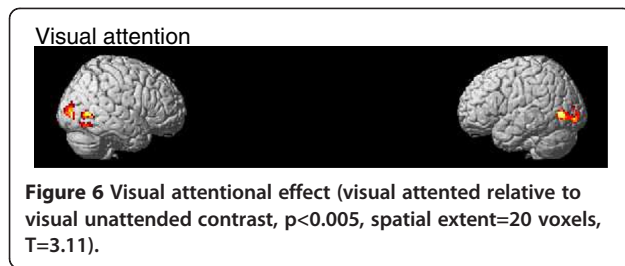 Visual attention
Figure 6 Visual attentional effect (visual attented relative to
visual unattended contrast, p<0.005, spatial extent=20 voxels,
T=3.11).